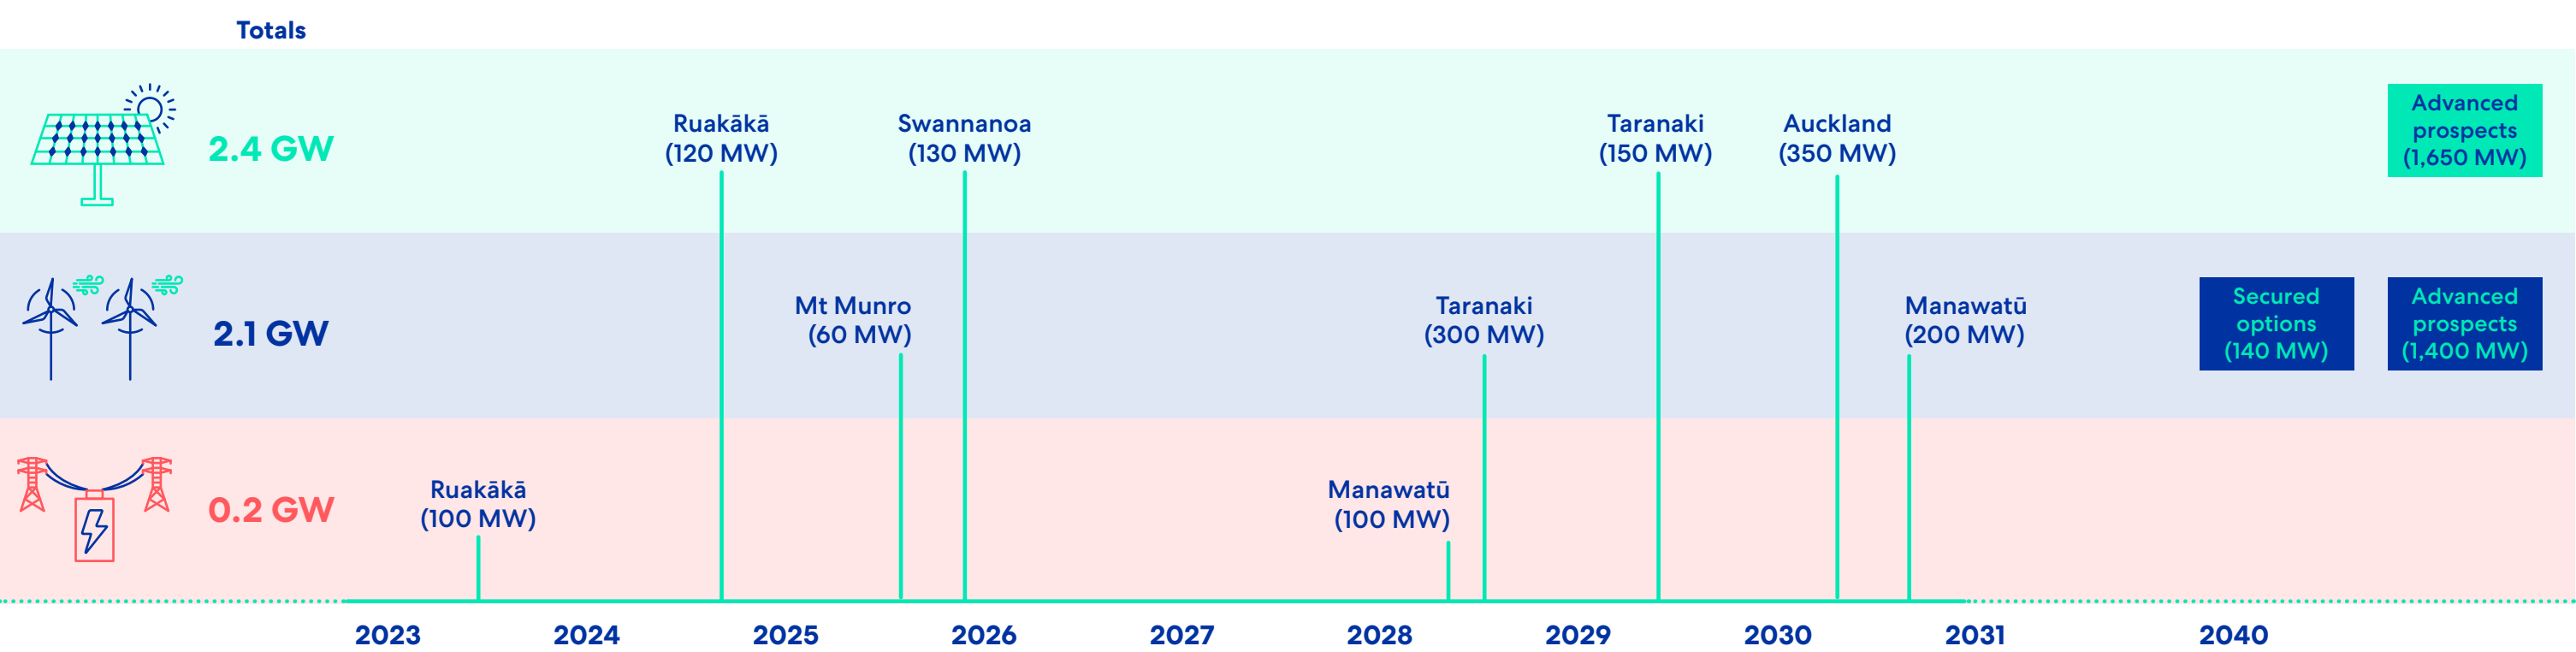 Totals
2.4 GW
Ruakākā
(120 MW)
Swannanoa
(130 MW)
Taranaki
(150 MW)
Auckland
(350 MW)
Advanced
prospects
(1,650 MW)
2.1 GW
Mt Munro
(60 MW)
Taranaki
(300 MW)
Manawatū
(200 MW)
Secured
options
(140 MW)
Advanced
prospects
(1,400 MW)
0.2 GW
Ruakākā
(100 MW)
Manawatū
(100 MW)
2023 2024 2025 2026 2027 2028 2029 2030 2031 2040